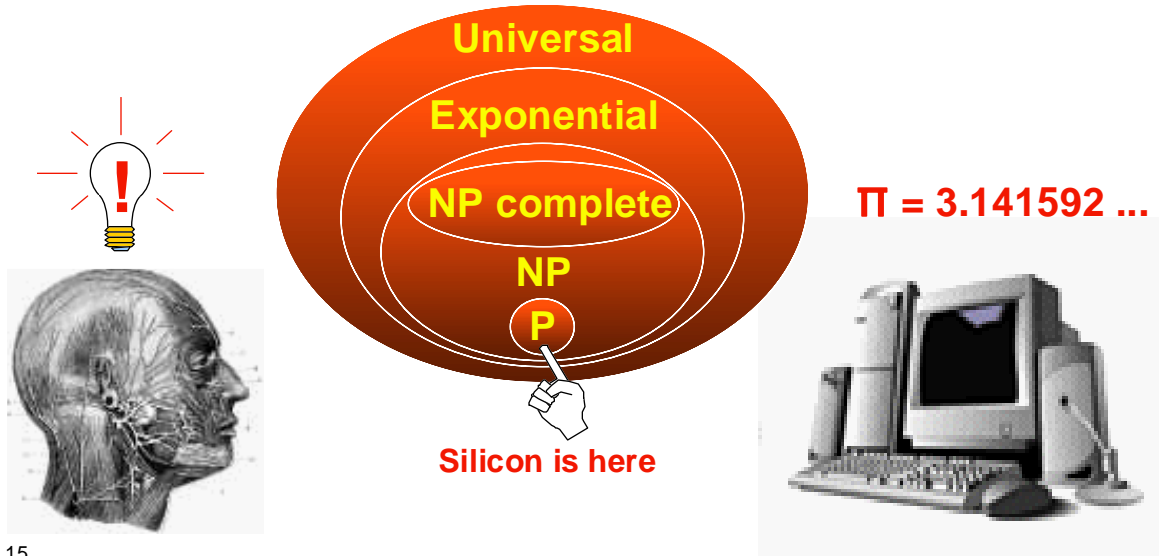 Universal
Exponential
NP complete
NP
P
Silicon is here
!
Π = 3.141592 ...
15